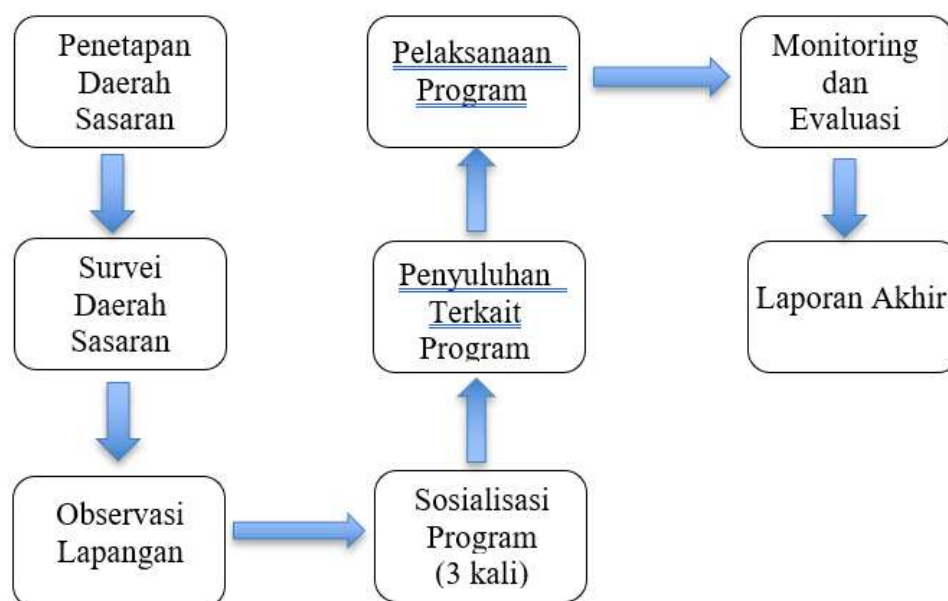 Penetapan
Daerah
Sasaran
Survei
Daerah
Sasaran
Observasi
Lapangan
Sosialisasi
Program
(3 kali)
Penyuluhan
Terkait
Program
Pelaksanaan
Program
Monitoring
dan
Evaluasi
Laporan Akhir